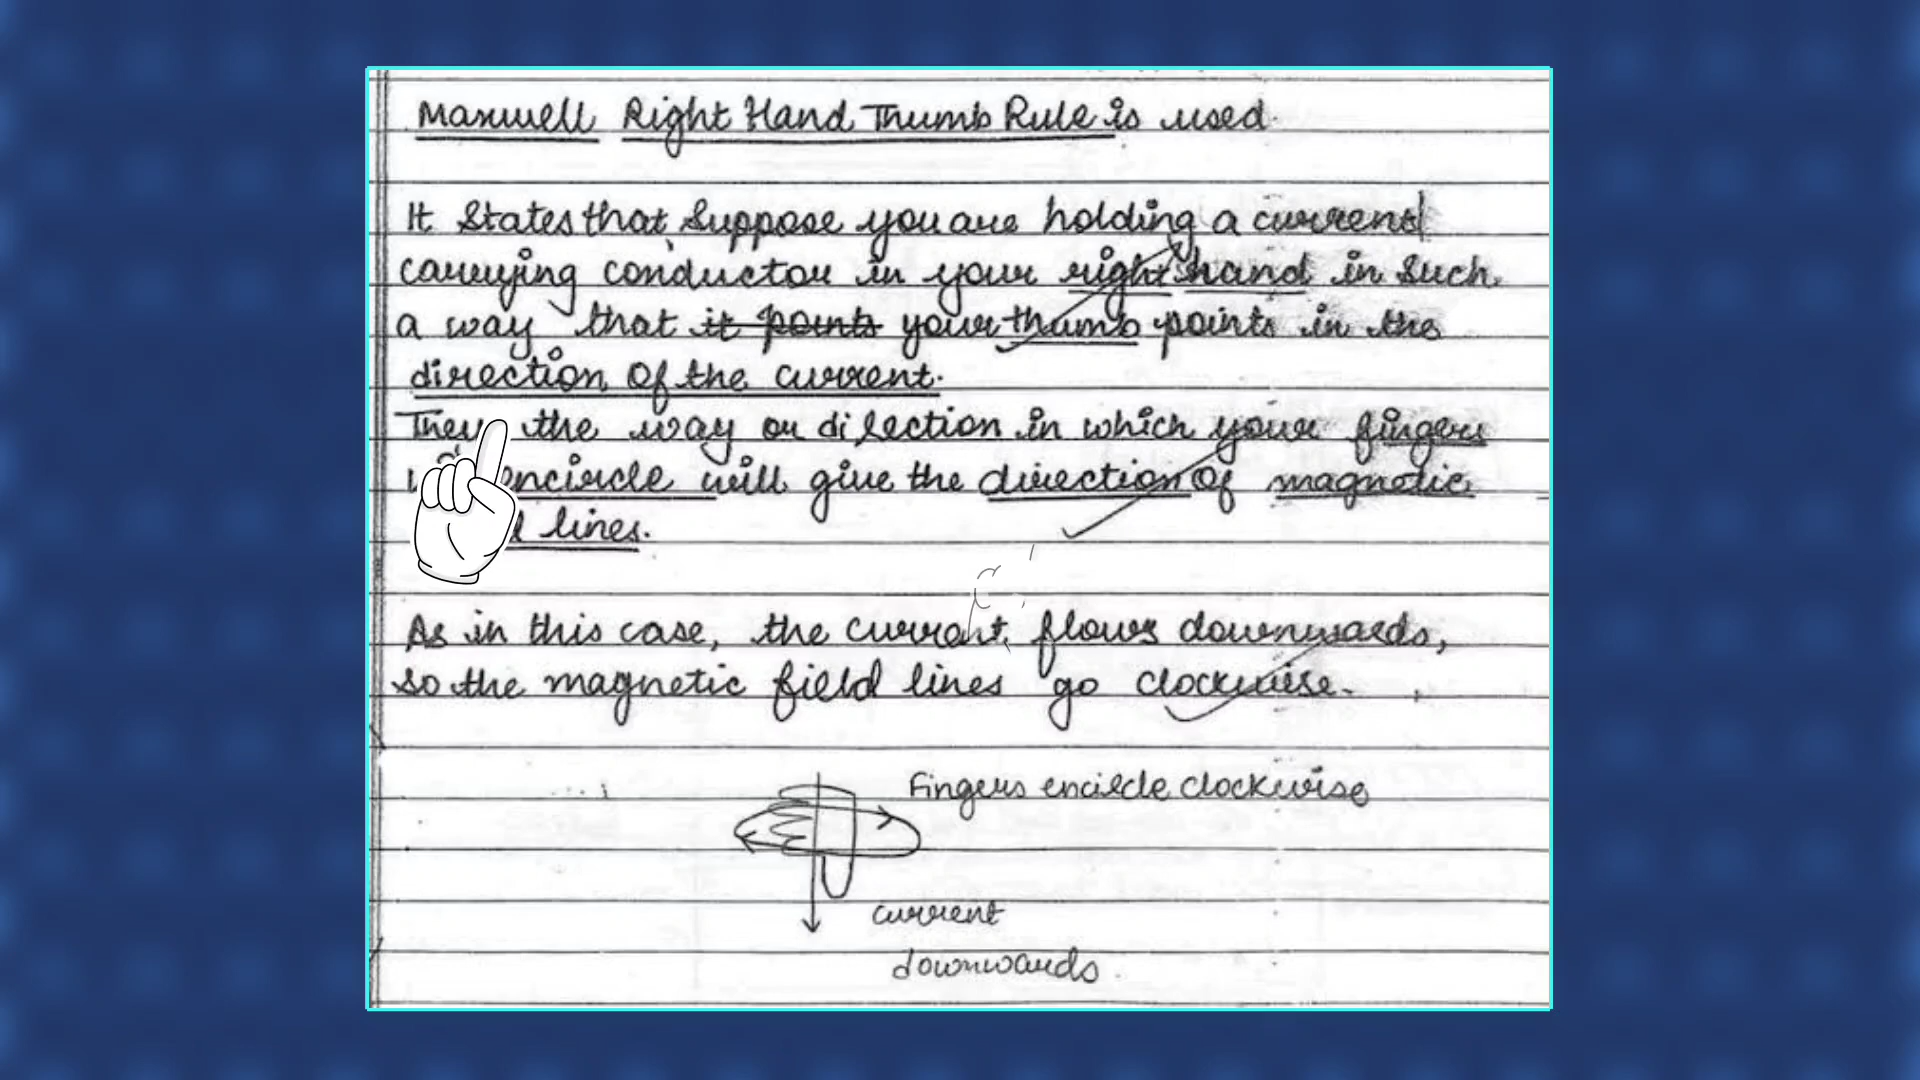 Maxwell Right Hand Thumb Rule is used.
It states that, suppose you are holding a current
carrying conductor in your right hand in such
a way that it points your thumb points in the
direction of the current.
They the way or direction in which your fingers
encircle will give the direction of magnetic
lines.
As in this case, the current flows downwards,
so the magnetic field lines go clockwise.
Fingers encircle clockwise
current
downwards.